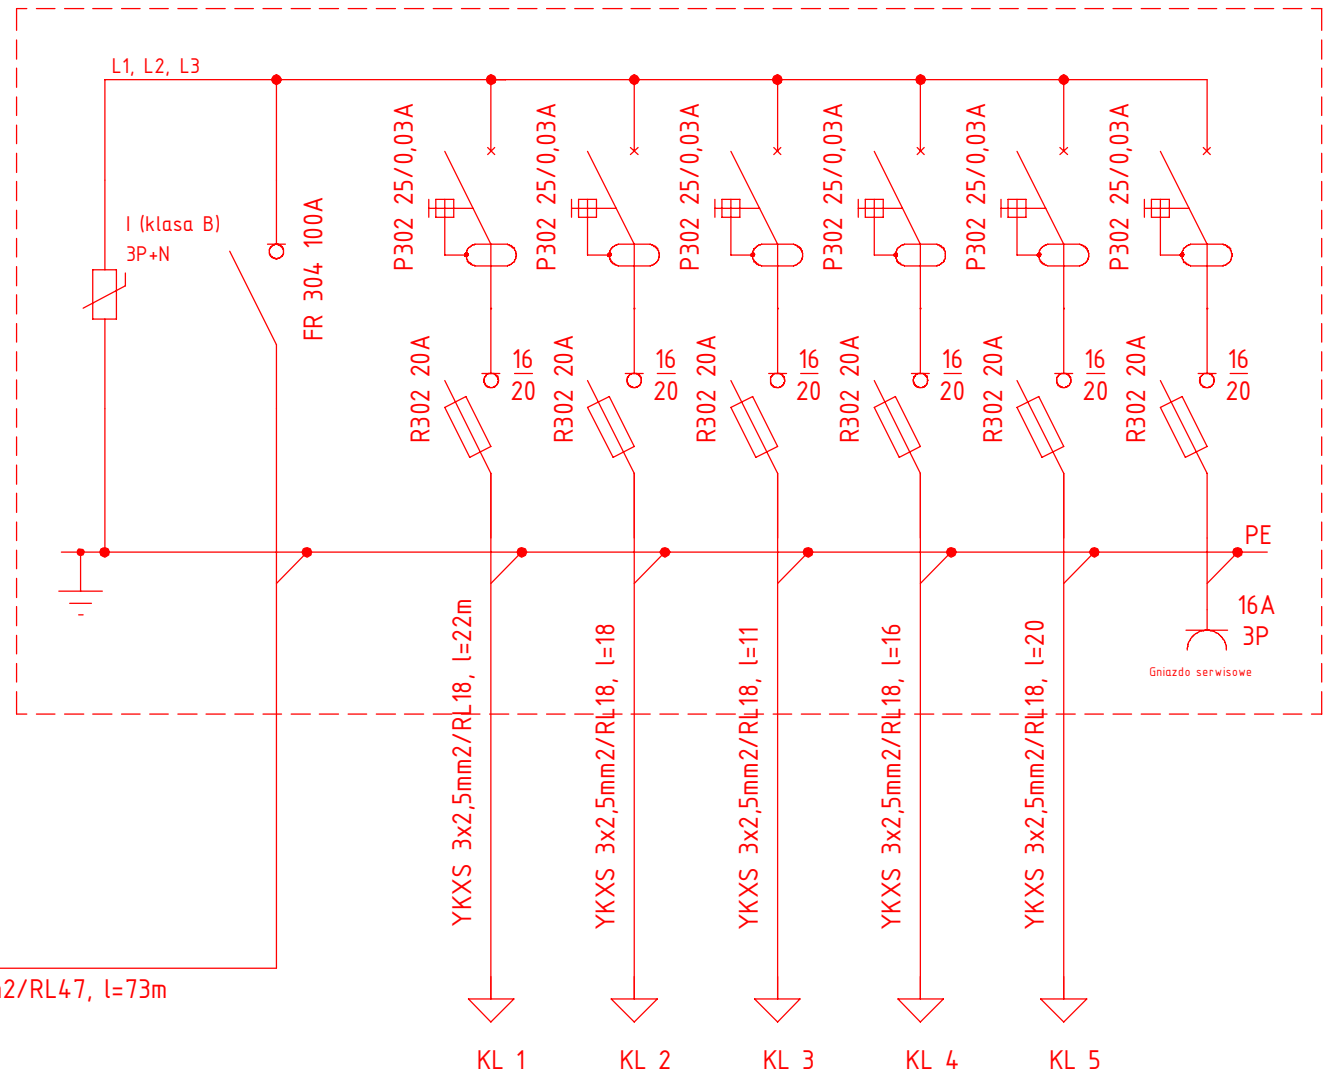 L1, L2, L3
I (klasa B)
3P+N
FR 304 100A
P302 25/0,03A
P302 25/0,03A
P302 25/0,03A
P302 25/0,03A
P302 25/0,03A
P302 25/0,03A
R302 20A
16
20
R302 20A
16
20
R302 20A
16
20
R302 20A
16
20
R302 20A
16
20
R302 20A
16
20
PE
16A
3P
Gniazdo serwisowe
YKXS 3x2,5mm2/RL18, l=22m
YKXS 3x2,5mm2/RL18, l=18
YKXS 3x2,5mm2/RL18, l=11
YKXS 3x2,5mm2/RL18, l=16
YKXS 3x2,5mm2/RL18, l=20
2/RL47, l=73m
KL 1
KL 2
KL 3
KL 4
KL 5